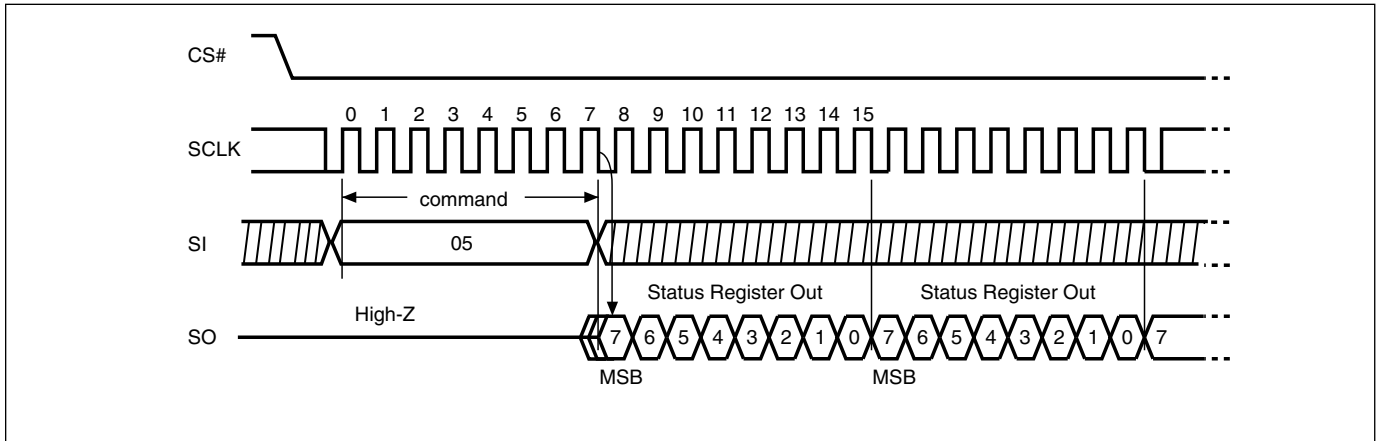 CS#
0 1 2 3 4 5 6 7 8 9 10 11 12 13 14 15
SCLK
command
SI
05
Status Register Out Status Register Out
High-Z
SO
7 6 5 4 3 2 1 0 7 6 5 4 3 2 1 0 7
MSB MSB